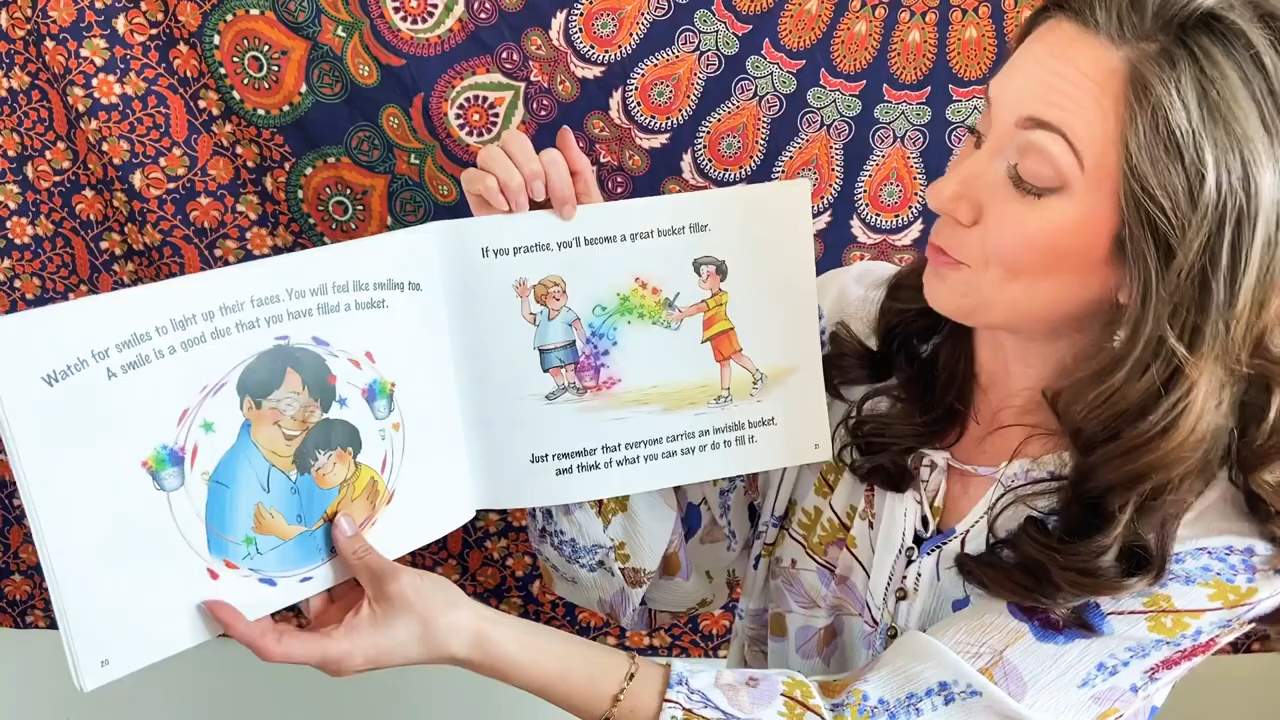 Watch for smiles to light up their faces. You will feel like smiling too.
A smile is a good clue that you have filled a bucket.
20
If you practice, you'll become a great bucket filler.
Just remember that everyone carries an invisible bucket,
and think of what you can say or do to fill it.
21